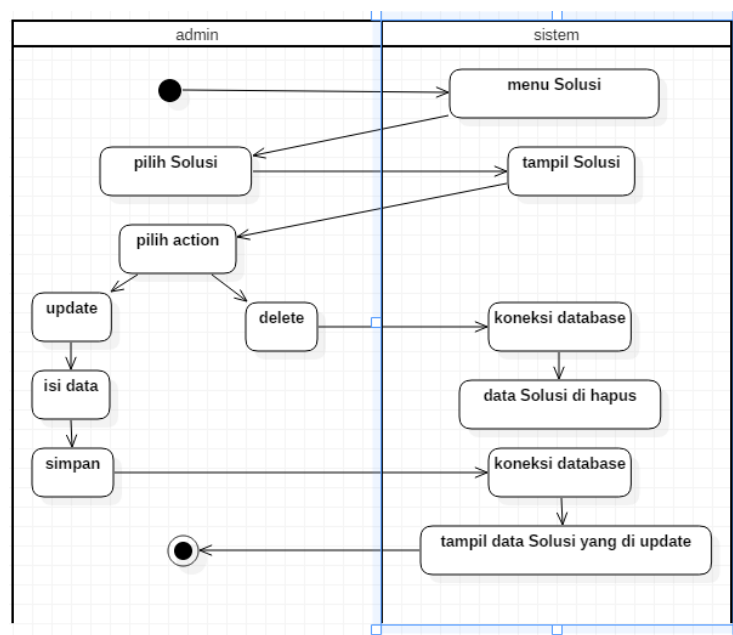 admin
sistem
menu Solusi
pilih Solusi
tampil Solusi
pilih action
update
delete
koneksi database
isi data
data Solusi di hapus
simpan
koneksi database
tampil data Solusi yang di update